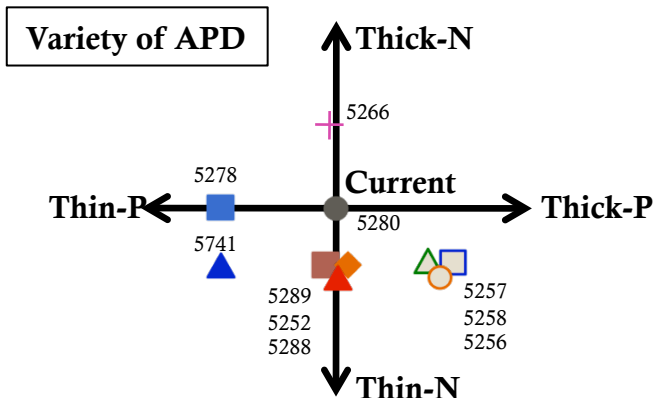 Variety of APD
Thick-N
5266
5278
Current
Thin-P
Thick-P
5280
5741
5289
5252
5288
5257
5258
5256
Thin-N